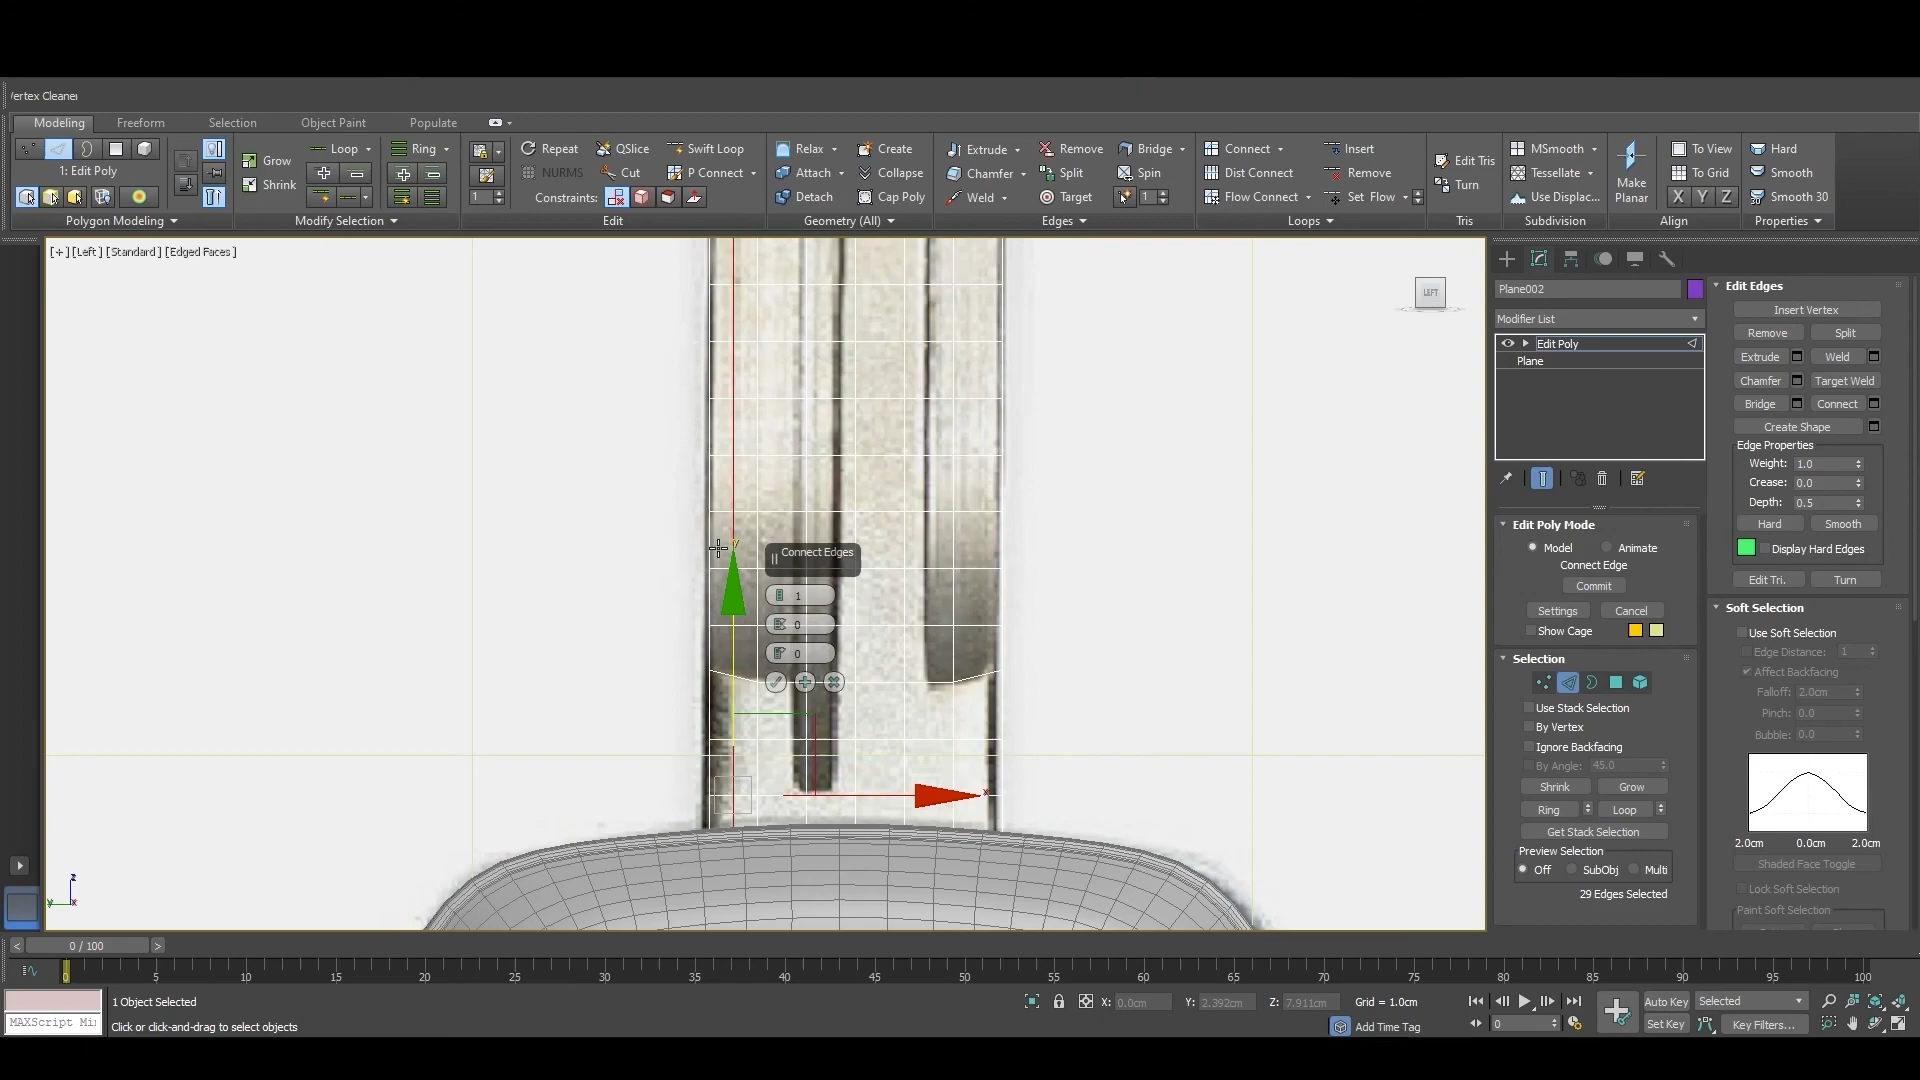 Vertex Cleaner
Modeling Freeform Selection Object Paint Populate
1: Edit Poly
Polygon Modeling
Grow
Shrink
Loop Ring
Modify Selection
1
Repeat QSlice Swift Loop
NURMS Cut P Connect
Constraints:
Edit
Relax Create
Attach Collapse
Detach Cap Poly
Geometry (All)
Extrude Remove Bridge
Chamfer Split Spin
Weld Target 1
Edges
Connect Insert
Dist Connect Remove
Flow Connect Set Flow
Loops
Edit Tris
Turn
Tris
MSmooth
Tessellate
Use Displac...
Subdivision
Make
Planar
To View
To Grid
X Y Z
Align
Hard
Smooth
Smooth 30
Properties
[+] [Left] [Standard] [Edged Faces]
LEFT
Connect Edges
1
0
0
y
x
z
y
x
Plane002
Modifier List
Edit Poly
Plane
Edit Poly Mode
Model Animate
Connect Edge
Commit
Settings Cancel
Show Cage
Selection
Use Stack Selection
By Vertex
Ignore Backfacing
By Angle: 45.0
Shrink Grow
Ring Loop
Get Stack Selection
Preview Selection
Off SubObj Multi
29 Edges Selected
Edit Edges
Insert Vertex
Remove Split
Extrude Weld
Chamfer Target Weld
Bridge Connect
Create Shape
Edge Properties
Weight: 1.0
Crease: 0.0
Depth: 0.5
Hard Smooth
Display Hard Edges
Edit Tri. Turn
Soft Selection
Use Soft Selection
Edge Distance: 1
Affect Backfacing
Falloff: 2.0cm
Pinch: 0.0
Bubble: 0.0
2.0cm 0.0cm 2.0cm
Shaded Face Toggle
Lock Soft Selection
Paint Soft Selection
< 0 / 100 >
0 5 10 15 20 25 30 35 40 45 50 55 60 65 70 75 80 85 90 95 100
1 Object Selected
X: 0.0cm Y: 2.392cm Z: 7.911cm Grid = 1.0cm
Auto Key Selected
MAXScript Mi
Click or click-and-drag to select objects
Add Time Tag
0
Set Key Key Filters...